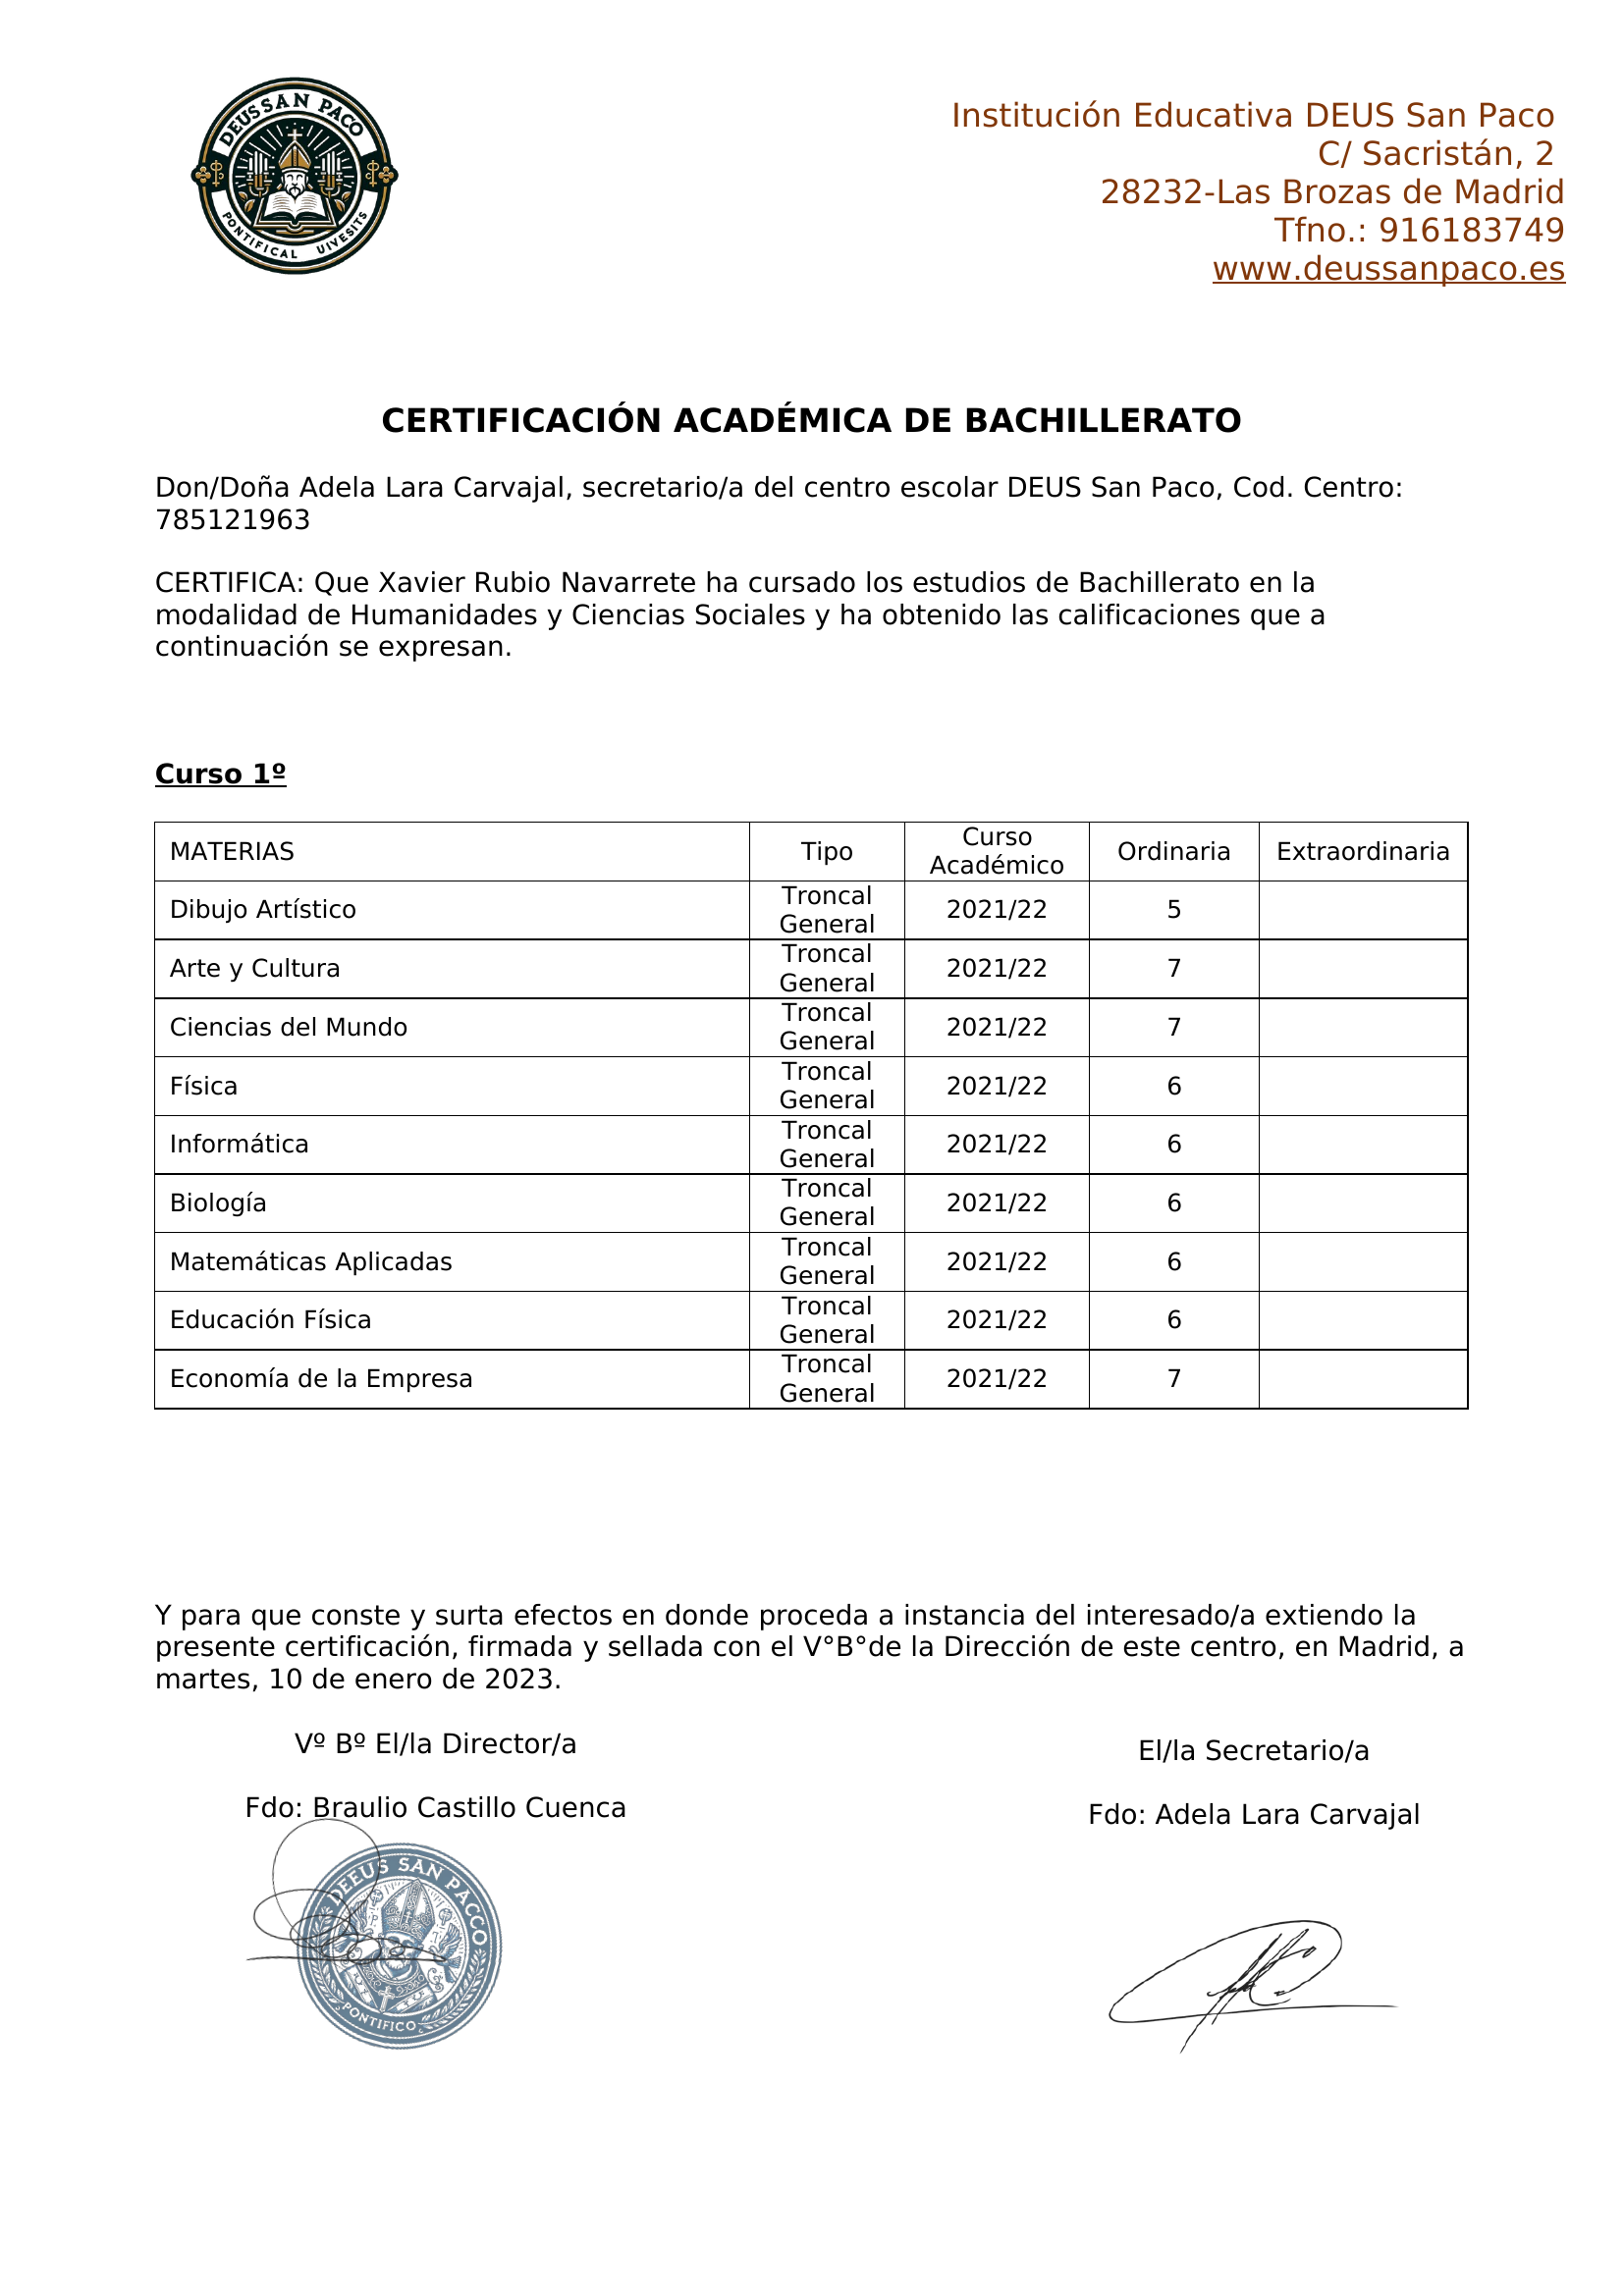 DEUSSAN PACO
PONTIFICAL UIVESITS
Institución Educativa DEUS San Paco
C/ Sacristán, 2
28232-Las Brozas de Madrid
Tfno.: 916183749
www.deussanpaco.es
CERTIFICACIÓN ACADÉMICA DE BACHILLERATO
Don/Doña Adela Lara Carvajal, secretario/a del centro escolar DEUS San Paco, Cod. Centro:
785121963
CERTIFICA: Que Xavier Rubio Navarrete ha cursado los estudios de Bachillerato en la
modalidad de Humanidades y Ciencias Sociales y ha obtenido las calificaciones que a
continuación se expresan.
Curso 1º
MATERIAS Tipo Curso Académico Ordinaria Extraordinaria
Dibujo Artístico Troncal General 2021/22 5
Arte y Cultura Troncal General 2021/22 7
Ciencias del Mundo Troncal General 2021/22 7
Física Troncal General 2021/22 6
Informática Troncal General 2021/22 6
Biología Troncal General 2021/22 6
Matemáticas Aplicadas Troncal General 2021/22 6
Educación Física Troncal General 2021/22 6
Economía de la Empresa Troncal General 2021/22 7
Y para que conste y surta efectos en donde proceda a instancia del interesado/a extiendo la
presente certificación, firmada y sellada con el V°B°de la Dirección de este centro, en Madrid, a
martes, 10 de enero de 2023.
Vº Bº El/la Director/a
El/la Secretario/a
Fdo: Braulio Castillo Cuenca
Fdo: Adela Lara Carvajal
DEEUS SAN PACCO
PONTIFICO